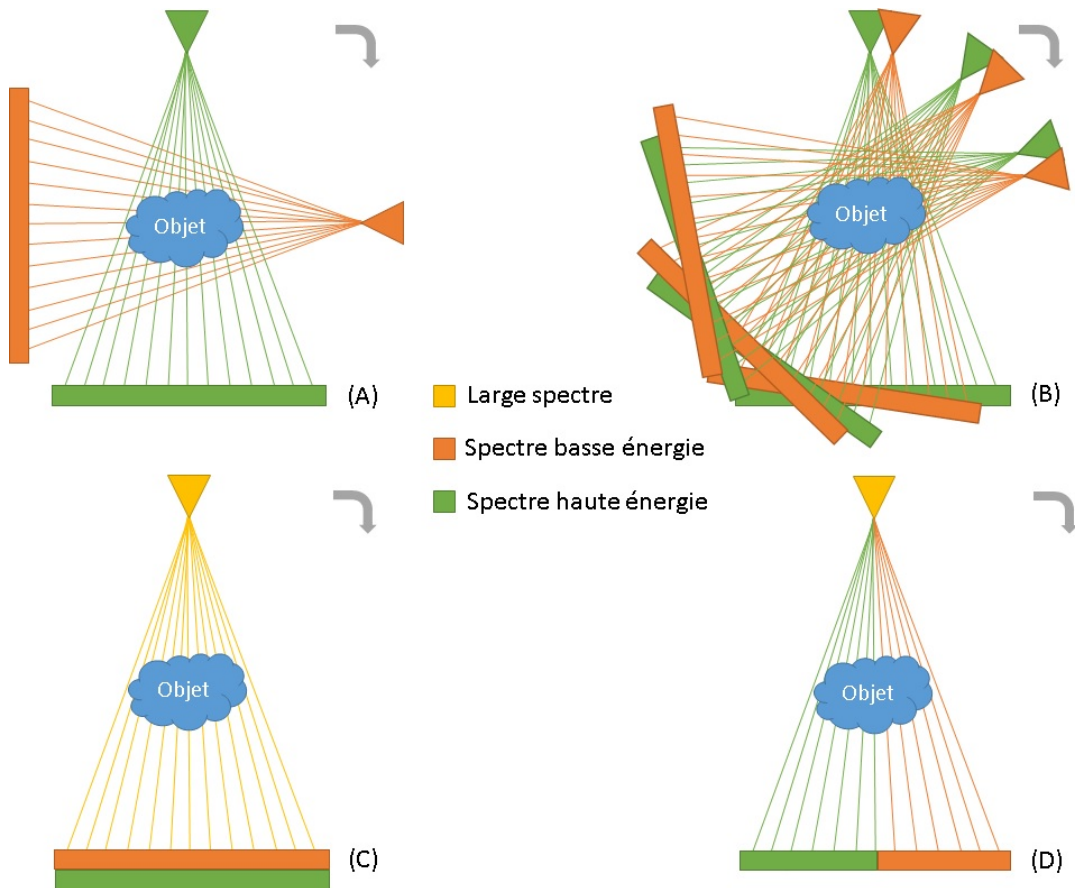 Objet
Objet
(A)
(B)
Large spectre
Spectre basse énergie
Spectre haute énergie
Objet
Objet
(C)
(D)